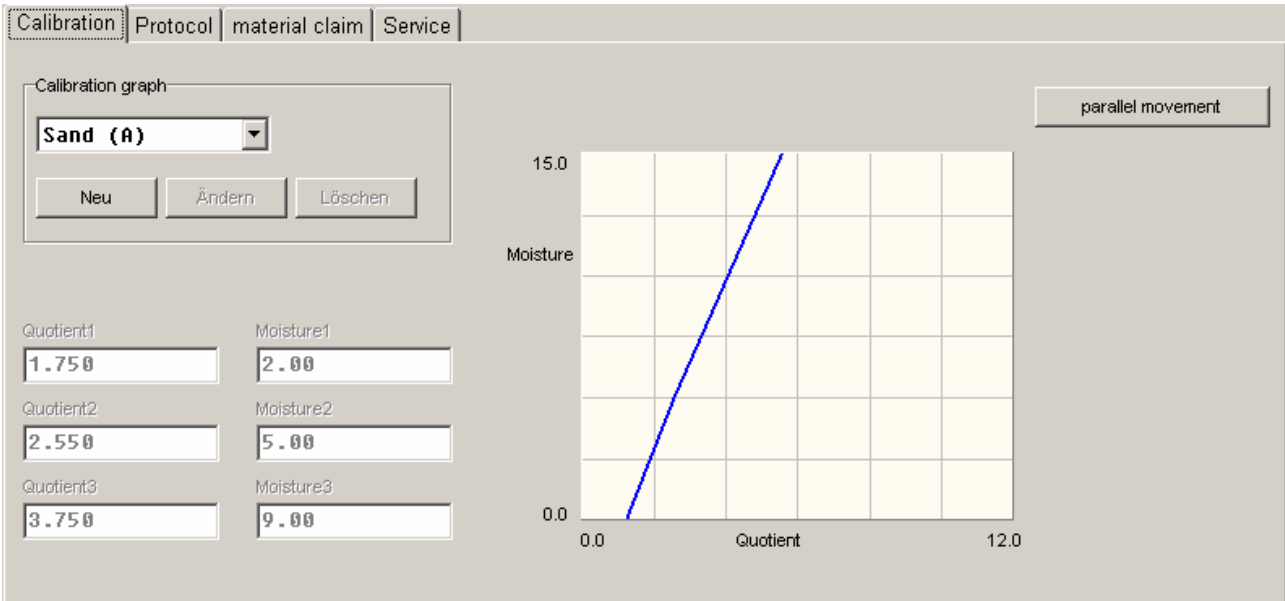 Calibration Protocol material claim Service
Calibration graph
Sand (A)
Neu Ändern Löschen
parallel movement
15.0
Moisture
0.0
0.0 Quotient 12.0
Quotient1 Moisture1
1.750 2.00
Quotient2 Moisture2
2.550 5.00
Quotient3 Moisture3
3.750 9.00